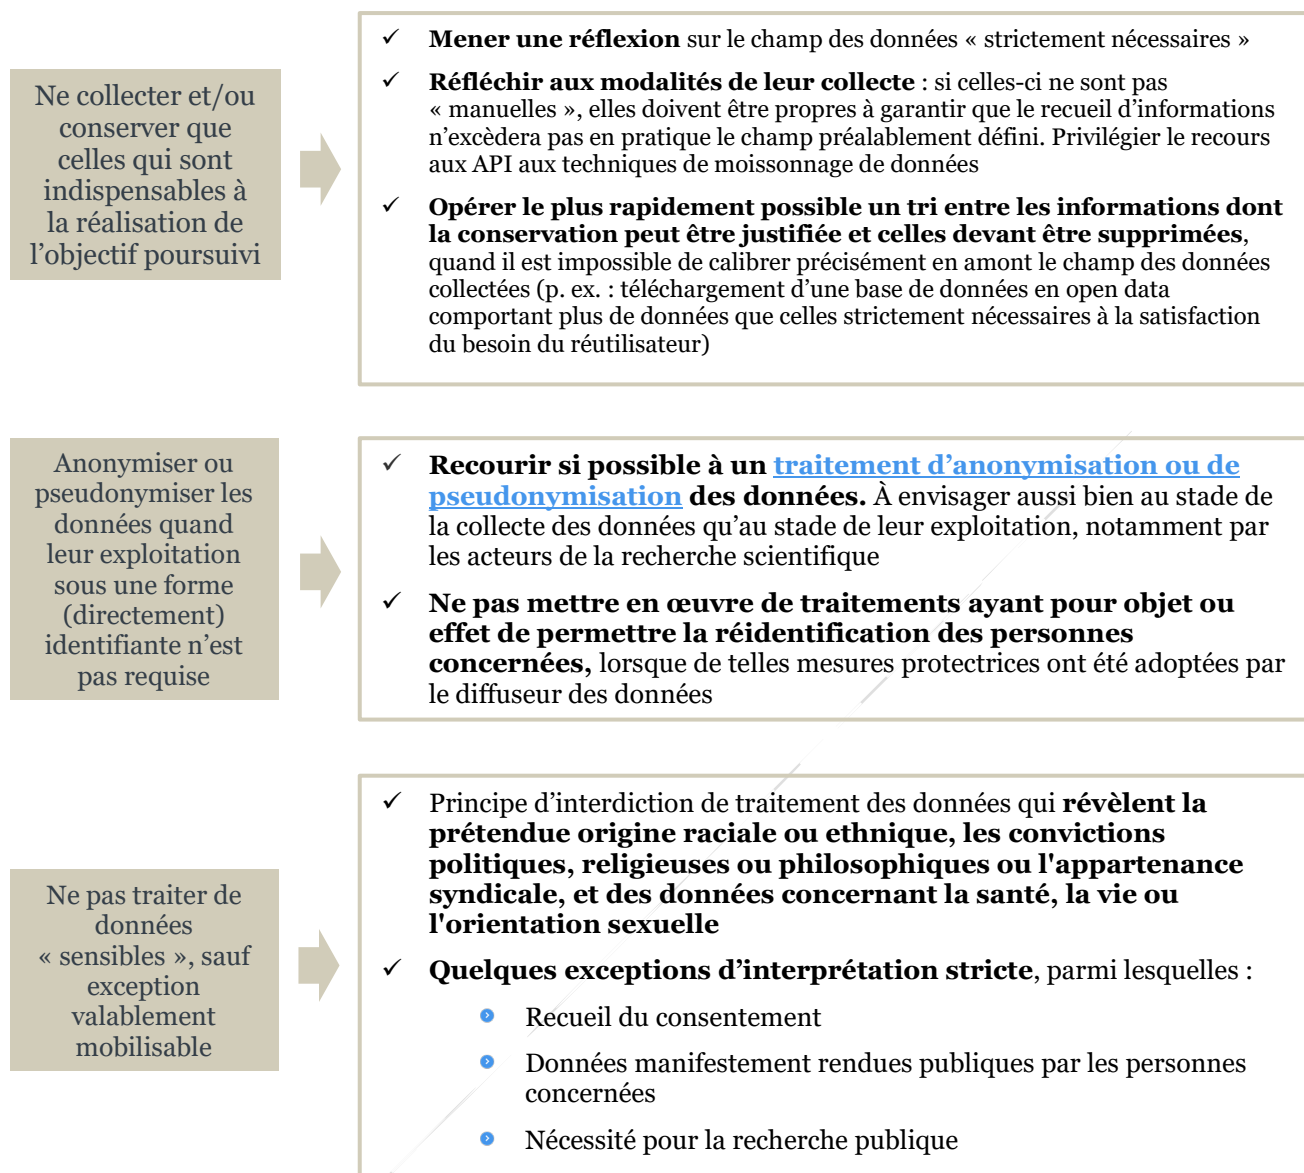 Ne collecter et/ou
conserver que
celles qui sont
indispensables à
la réalisation de
l’objectif poursuivi
✓ Mener une réflexion sur le champ des données « strictement nécessaires »
✓ Réfléchir aux modalités de leur collecte : si celles-ci ne sont pas
« manuelles », elles doivent être propres à garantir que le recueil d’informations
n’excèdera pas en pratique le champ préalablement défini. Privilégier le recours
aux API aux techniques de moissonnage de données
✓ Opérer le plus rapidement possible un tri entre les informations dont
la conservation peut être justifiée et celles devant être supprimées,
quand il est impossible de calibrer précisément en amont le champ des données
collectées (p. ex. : téléchargement d’une base de données en open data
comportant plus de données que celles strictement nécessaires à la satisfaction
du besoin du réutilisateur)
Anonymiser ou
pseudonymiser les
données quand
leur exploitation
sous une forme
(directement)
identifiante n’est
pas requise
✓ Recourir si possible à un traitement d’anonymisation ou de
pseudonymisation des données. À envisager aussi bien au stade de
la collecte des données qu’au stade de leur exploitation, notamment par
les acteurs de la recherche scientifique
✓ Ne pas mettre en œuvre de traitements ayant pour objet ou
effet de permettre la réidentification des personnes
concernées, lorsque de telles mesures protectrices ont été adoptées par
le diffuseur des données
Ne pas traiter de
données
« sensibles », sauf
exception
valablement
mobilisable
✓ Principe d’interdiction de traitement des données qui révèlent la
prétendue origine raciale ou ethnique, les convictions
politiques, religieuses ou philosophiques ou l'appartenance
syndicale, et des données concernant la santé, la vie ou
l'orientation sexuelle
✓ Quelques exceptions d’interprétation stricte, parmi lesquelles :
Recueil du consentement
Données manifestement rendues publiques par les personnes
concernées
Nécessité pour la recherche publique